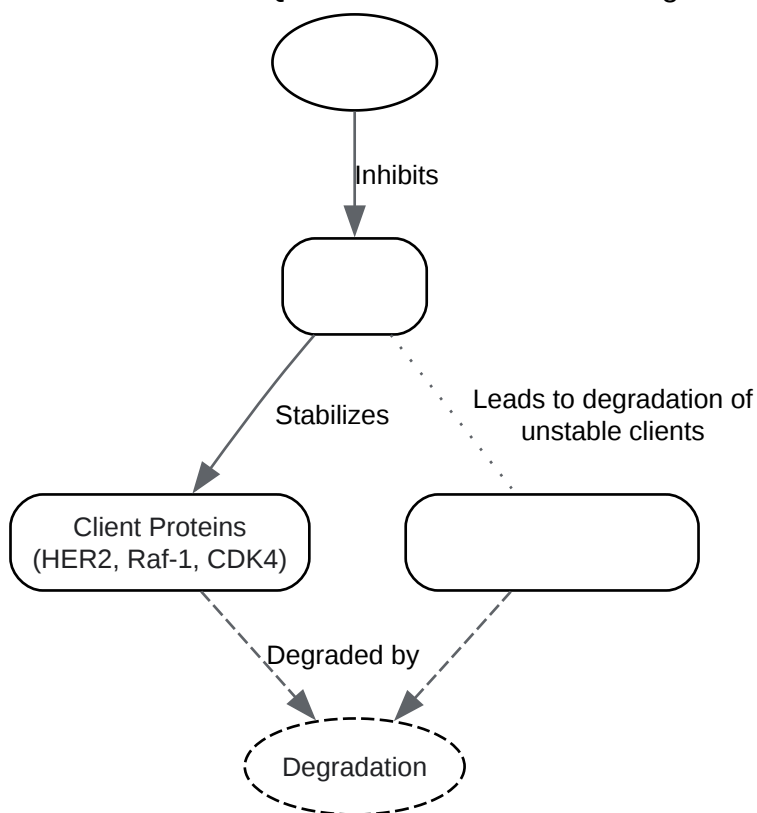 Inhibits
Stabilizes
Leads to degradation of
unstable clients
Client Proteins
(HER2, Raf-1, CDK4)
Degraded by
Degradation